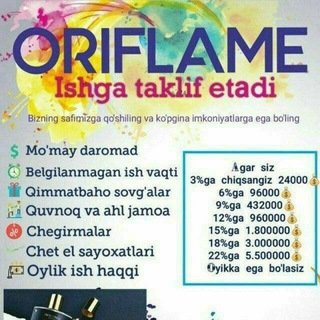 ORIFLAME
Ishga taklif etadi
Bizning safimizga qo'shiling va ko'pgina imkoniyatlarga ega bo'ling
Mo'may daromad
Belgilanmagan ish vaqti
Qimmatbaho sovg'alar
Quvnoq va ahl jamoa
Chegirmalar
Chet el sayoxatlari
Oylik ish haqqi
Agar siz
3%ga chiqsangiz 24000
6%ga 96000
9%ga 432000
12%ga 960000
15%ga 1.800000
18%ga 3.000000
22%ga 5.500000
Oyikka ega bo'lasiz